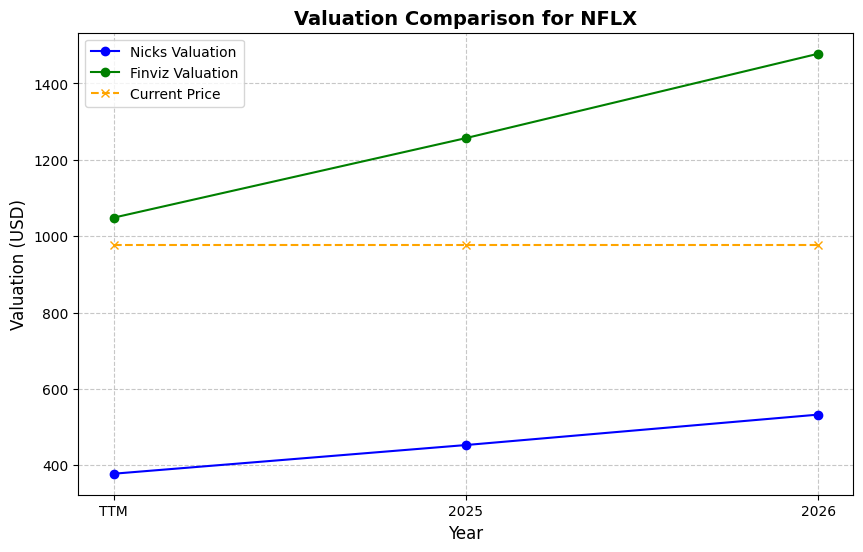 Valuation Comparison for NFLX
Nicks Valuation
Finviz Valuation
Current Price
Valuation (USD)
1400
1200
1000
800
600
400
TTM
2025
2026
Year